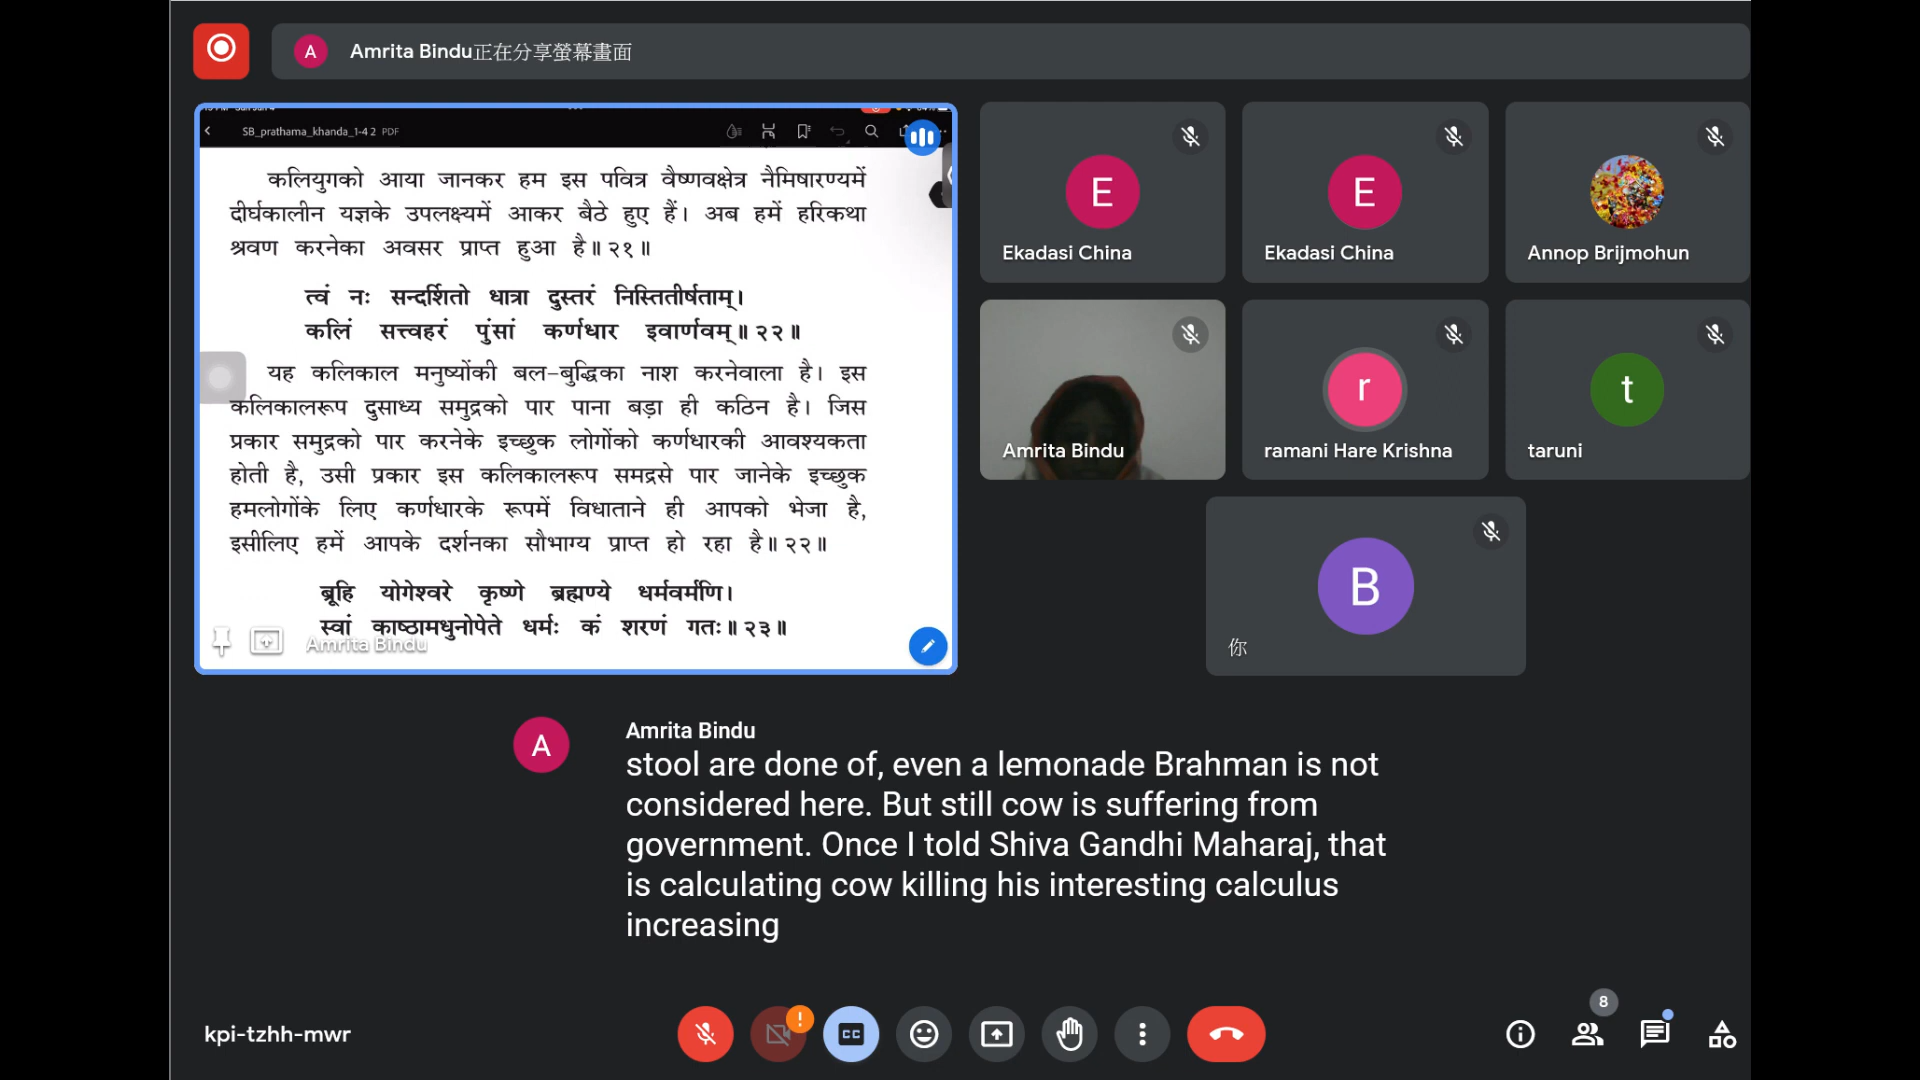 A
Amrita Bindu正在分享螢幕畫面
SB_prathama_khanda_1-4 2 PDF
कलियुगको आया जानकर हम इस पवित्र वैष्णवक्षेत्र नैमिषारण्यमें
दीर्घकालीन यज्ञके उपलक्ष्यमें आकर बैठे हुए हैं। अब हमें हरिकथा
श्रवण करनेका अवसर प्राप्त हुआ है॥२१॥
त्वं नः सन्दर्शितो धात्रा दुस्तरं निस्तितीर्षताम्।
कलिं सत्त्वहरं पुंसां कर्णधार इवार्णवम्॥२२॥
यह कलिकाल मनुष्योंकी बल-बुद्धिका नाश करनेवाला है। इस
कलिकालरूप दुसाध्य समुद्रको पार पाना बड़ा ही कठिन है। जिस
प्रकार समुद्रको पार करनेके इच्छुक लोगोंको कर्णधारकी आवश्यकता
होती है, उसी प्रकार इस कलिकालरूप समद्रसे पार जानेके इच्छुक
हमलोगोंके लिए कर्णधारके रूपमें विधाताने ही आपको भेजा है,
इसीलिए हमें आपके दर्शनका सौभाग्य प्राप्त हो रहा है॥२२॥
ब्रूहि योगेश्वरे कृष्णे ब्रह्मण्ये धर्मवर्मणि।
स्वां काष्ठामधुनोपेते धर्मः कं शरणं गतः॥२३॥
Amrita Bindu
E
Ekadasi China
E
Ekadasi China
Annop Brijmohun
Amrita Bindu
r
ramani Hare Krishna
t
taruni
B
你
A
Amrita Bindu
stool are done of, even a lemonade Brahman is not
considered here. But still cow is suffering from
government. Once I told Shiva Gandhi Maharaj, that
is calculating cow killing his interesting calculus
increasing
kpi-tzhh-mwr
!
CC
8